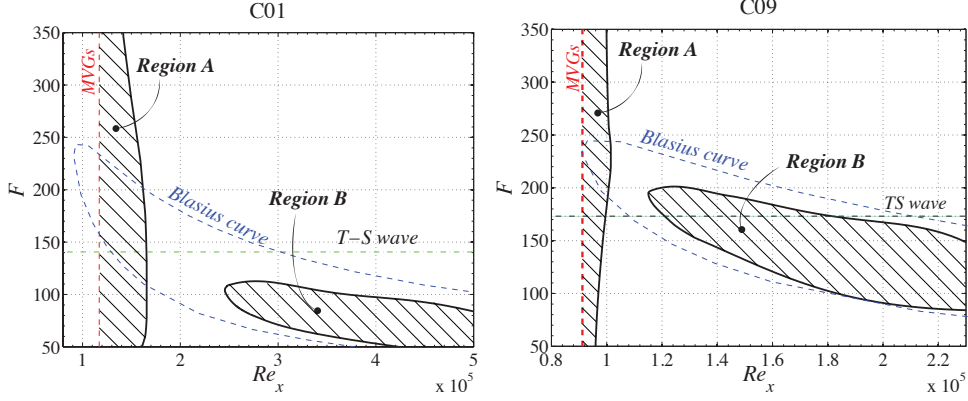 C01
350
300
250
200
150
100
50
F
MVGs
Region A
Blasius curve
Region B
T−S wave
1
2
3
4
5
Re_x
x 10^5
C09
350
300
250
200
150
100
50
F
MVGs
Region A
Blasius curve
Region B
TS wave
0.8
1
1.2
1.4
1.6
1.8
2
2.2
Re_x
x 10^5